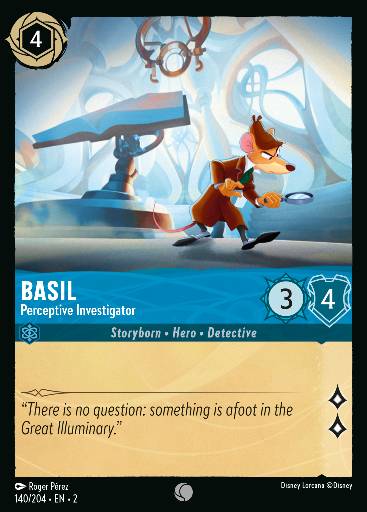 4
BASIL
Perceptive Investigator
3
4
Storyborn • Hero • Detective
“There is no question: something is afoot in the
Great Illuminary.”
Roger Pérez
140/204 • EN • 2
Disney Lorcana ©Disney